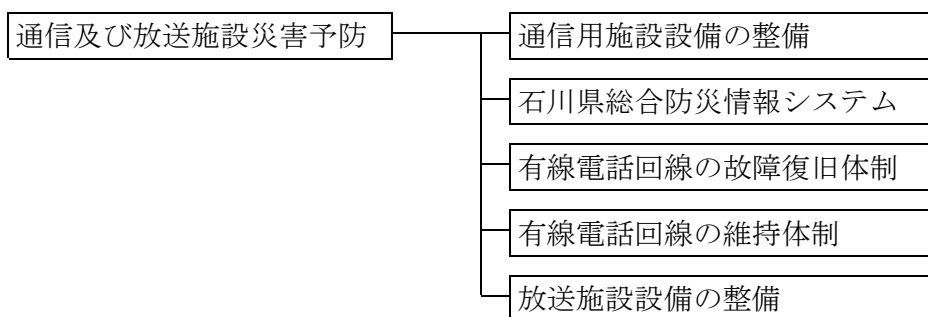 通信及び放送施設災害予防
通信用施設設備の整備
石川県総合防災情報システム
有線電話回線の故障復旧体制
有線電話回線の維持体制
放送施設設備の整備